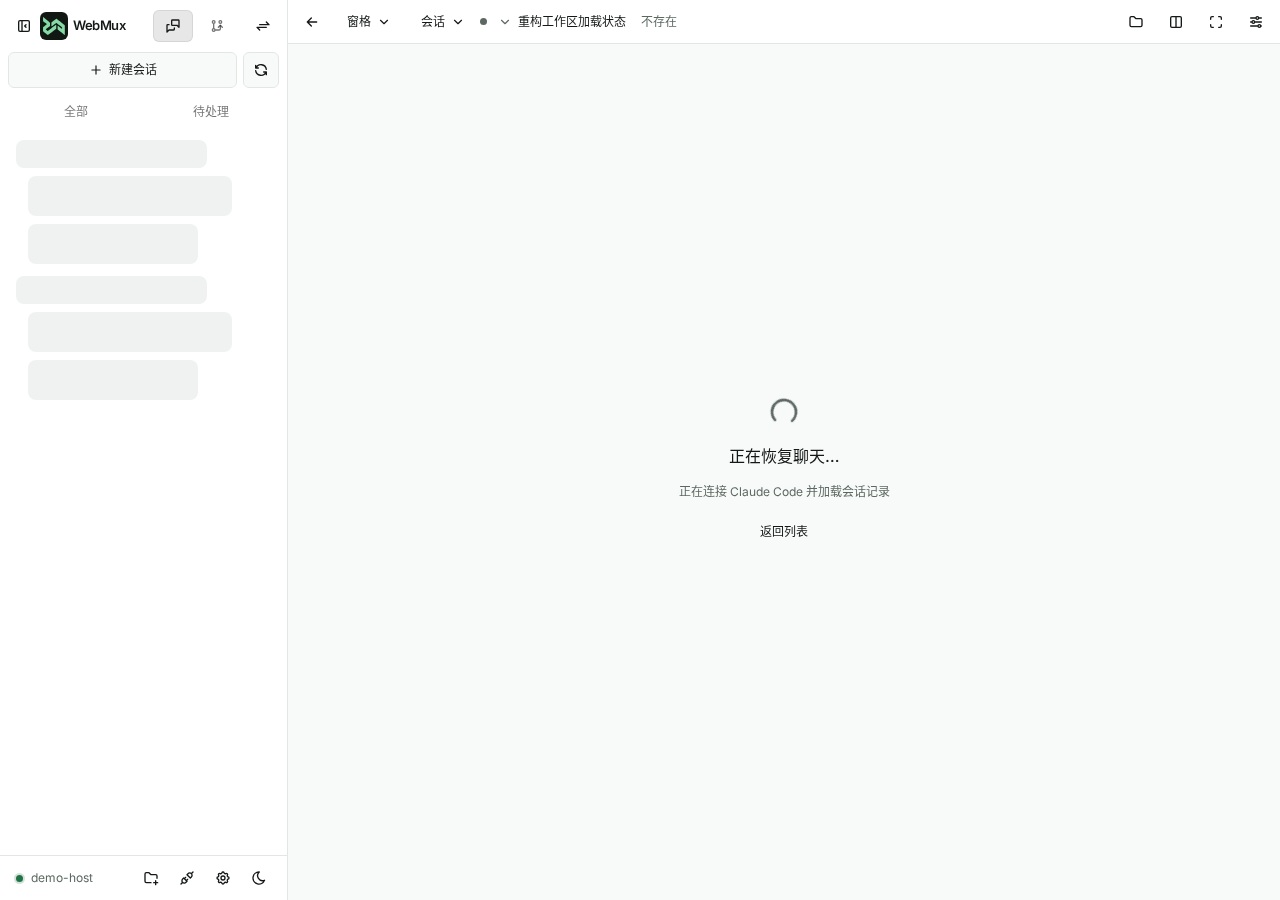 WebMux
新建会话
全部
待处理
demo-host
窗格
会话
重构工作区加载状态
不存在
正在恢复聊天...
正在连接 Claude Code 并加载会话记录
返回列表